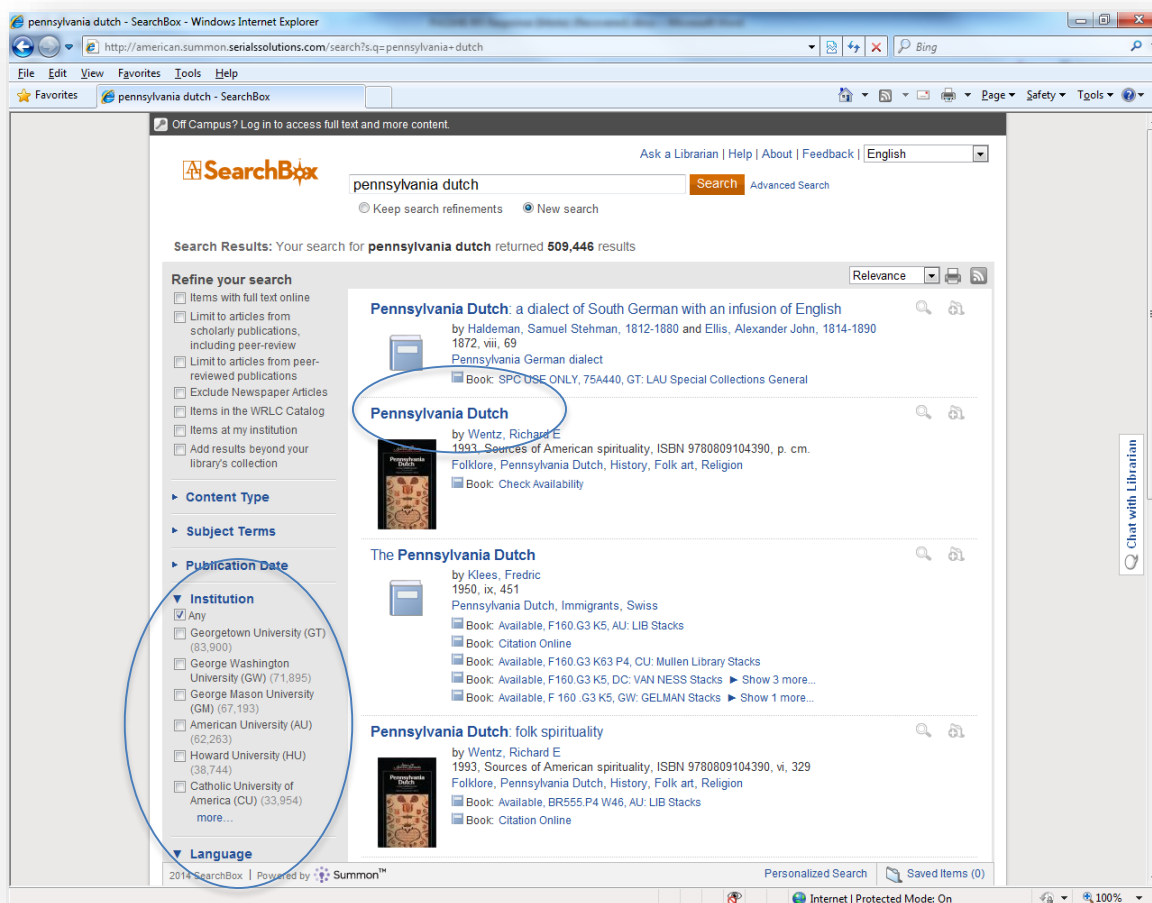 pennsylvania dutch - SearchBox - Windows Internet Explorer
http://american.summon.serialssolutions.com/search?s.q=pennsylvania+dutch
Bing
File Edit View Favorites Tools Help
Favorites
pennsylvania dutch - SearchBox
Page Safety Tools
Off Campus? Log in to access full text and more content.
Ask a Librarian | Help | About | Feedback | English
SearchBox
pennsylvania dutch
Search
Advanced Search
Keep search refinements
New search
Search Results: Your search for pennsylvania dutch returned 509,446 results
Refine your search
Items with full text online
Limit to articles from
scholarly publications,
including peer-review
Limit to articles from peer-
reviewed publications
Exclude Newspaper Articles
Items in the WRLC Catalog
Items at my institution
Add results beyond your
library's collection
Content Type
Subject Terms
Publication Date
Institution
Any
Georgetown University (GT)
(83,900)
George Washington
University (GW) (71,895)
George Mason University
(GM) (67,193)
American University (AU)
(62,263)
Howard University (HU)
(38,744)
Catholic University of
America (CU) (33,954)
more...
Language
Relevance
Pennsylvania Dutch: a dialect of South German with an infusion of English
by Haldeman, Samuel Stehman, 1812-1880 and Ellis, Alexander John, 1814-1890
1872, viii, 69
Pennsylvania German dialect
Book: SPC USE ONLY, 75A440, GT: LAU Special Collections General
Pennsylvania Dutch
by Wentz, Richard E
1993, Sources of American spirituality, ISBN 9780809104390, p. cm.
Folklore, Pennsylvania Dutch, History, Folk art, Religion
Book: Check Availability
Pennsylvania
Dutch
The Pennsylvania Dutch
by Klees, Fredric
1950, ix, 451
Pennsylvania Dutch, Immigrants, Swiss
Book: Available, F160.G3 K5, AU: LIB Stacks
Book: Citation Online
Book: Available, F160.G3 K63 P4, CU: Mullen Library Stacks
Book: Available, F160.G3 K5, DC: VAN NESS Stacks ► Show 3 more...
Book: Available, F 160 .G3 K5, GW: GELMAN Stacks ► Show 1 more...
Pennsylvania Dutch: folk spirituality
by Wentz, Richard E
1993, Sources of American spirituality, ISBN 9780809104390, vi, 329
Folklore, Pennsylvania Dutch, History, Folk art, Religion
Book: Available, BR555.P4 W46, AU: LIB Stacks
Book: Citation Online
Pennsylvania
Dutch
Chat with Librarian
2014 SearchBox | Powered by Summon™
Personalized Search
Saved Items (0)
Internet | Protected Mode: On
100%